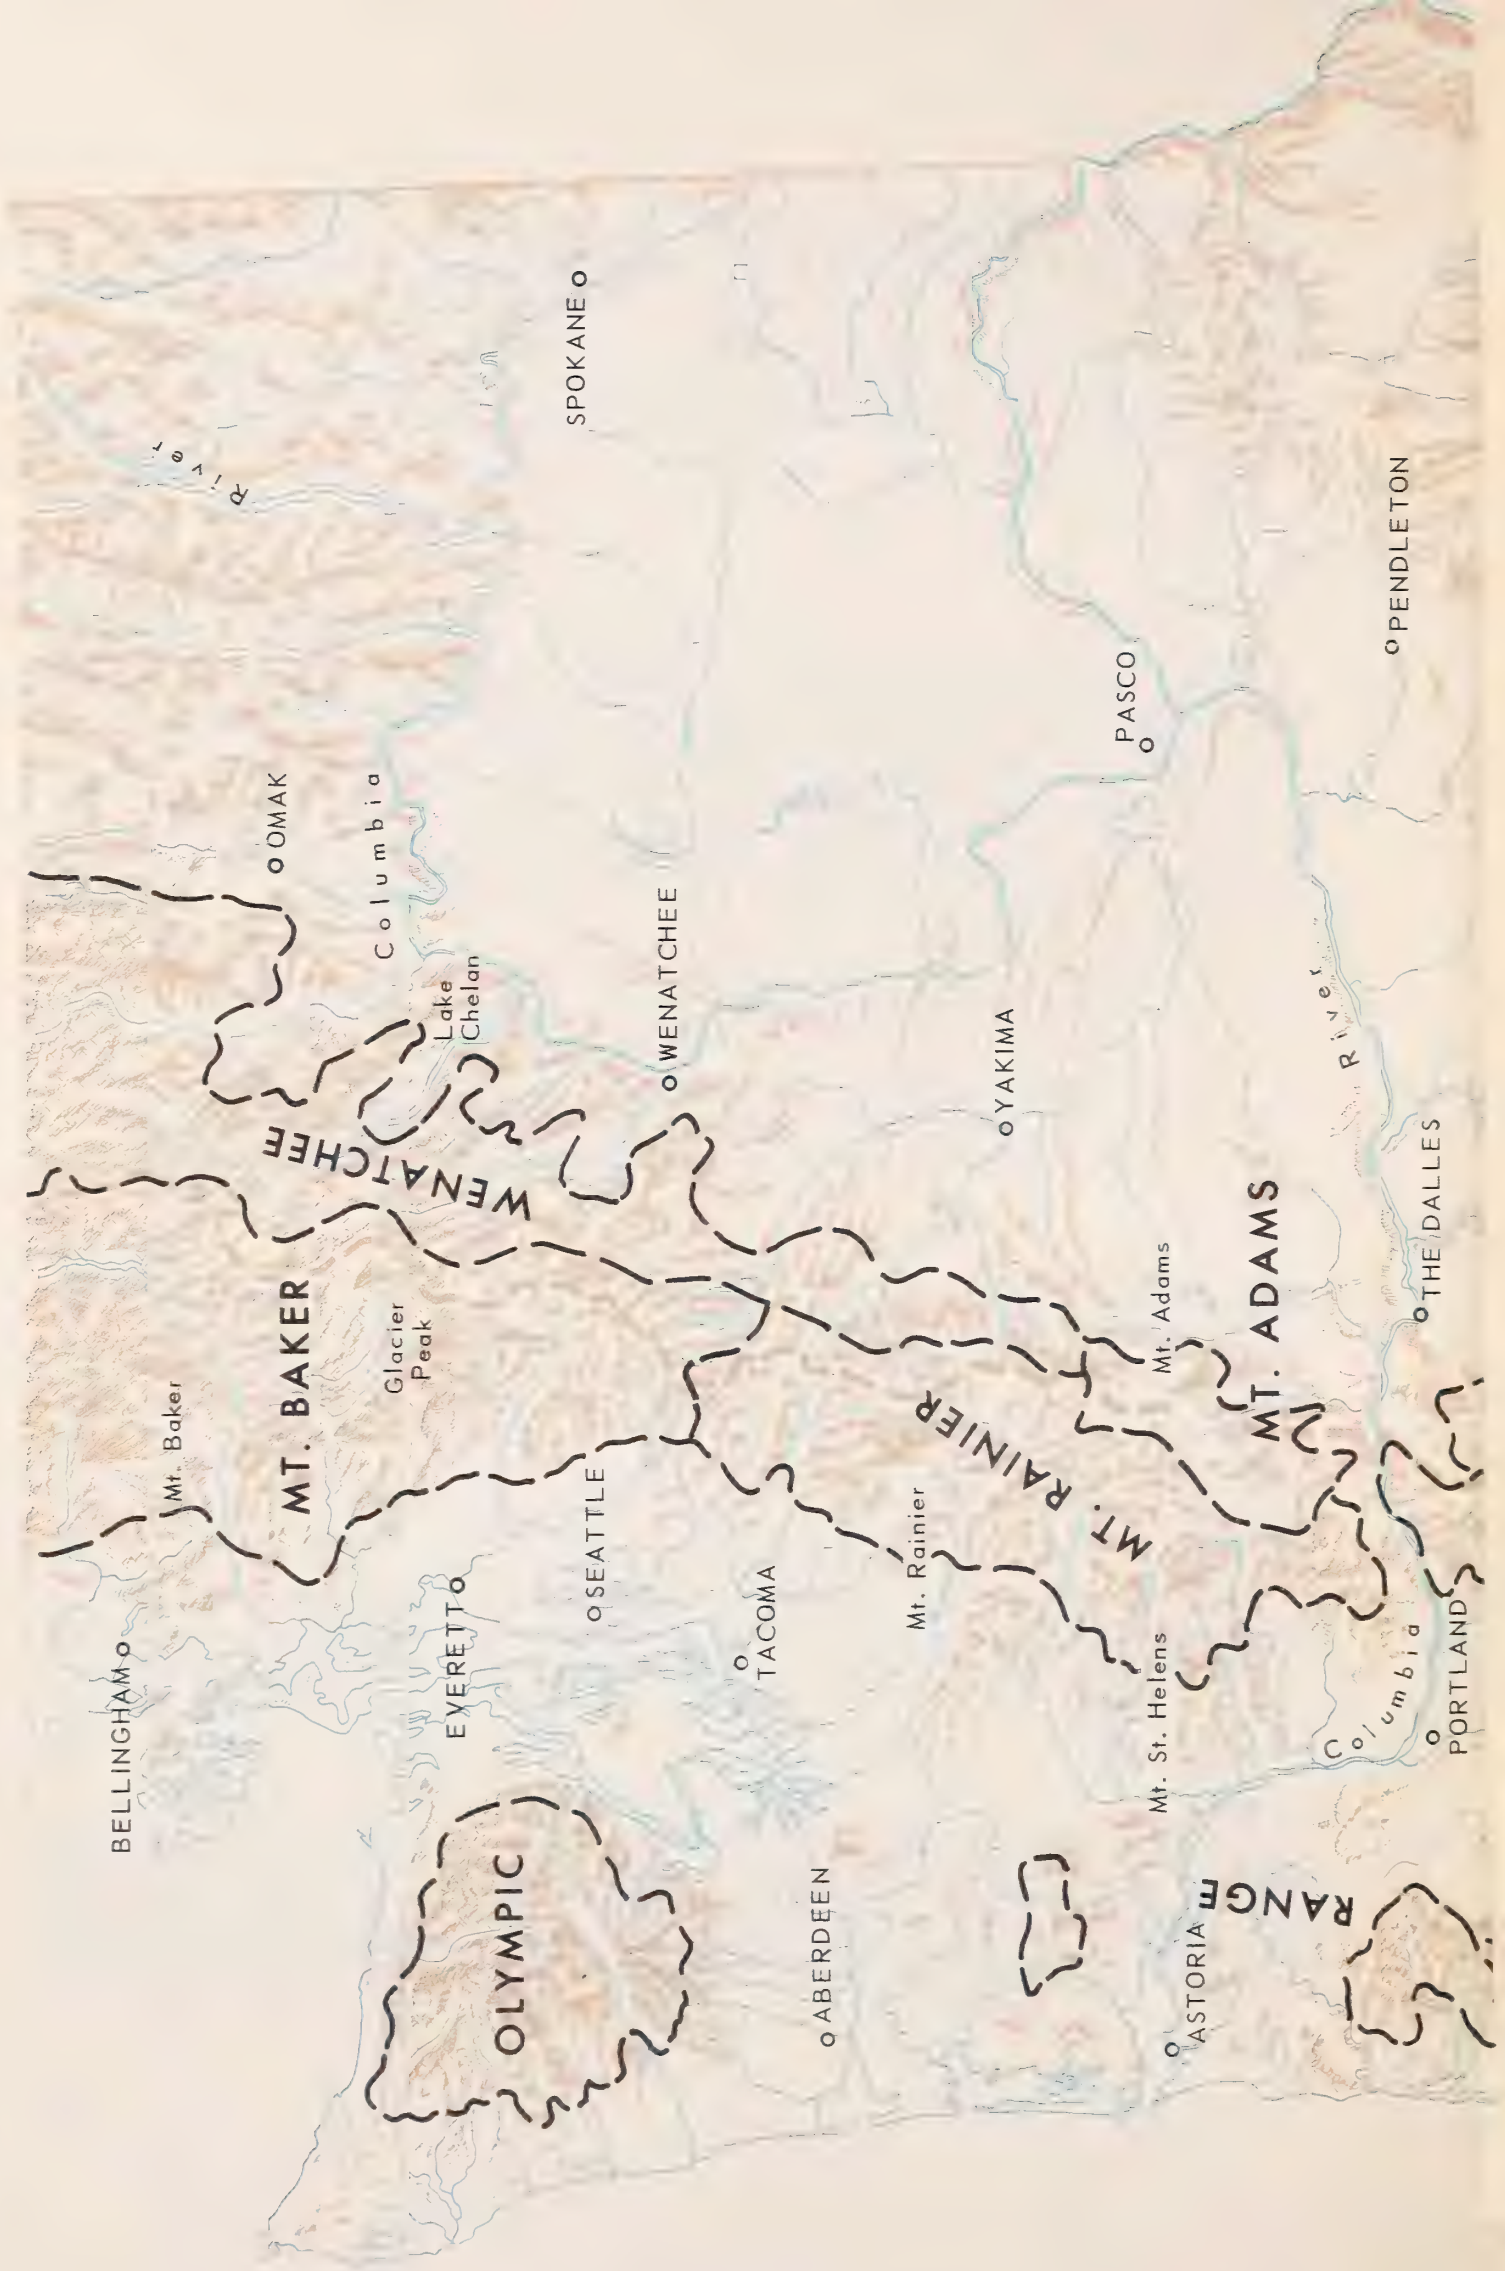 BELLINGHAM
Mt. Baker
OMAK
River
MT. BAKER
WENATCHEE
Columbia
Glacier
Peak
Lake
Chelan
EVERETT
OLYMPIC
SEATTLE
SPOKANE
WENATCHEE
TACOMA
ABERDEEN
Mt. Rainier
MT. RAINIER
YAKIMA
PASCO
Mt. St. Helens
Mt. Adams
ASTORIA
MT. ADAMS
RANGE
River
Columbia
PENDLETON
THE DALLES
PORTLAND